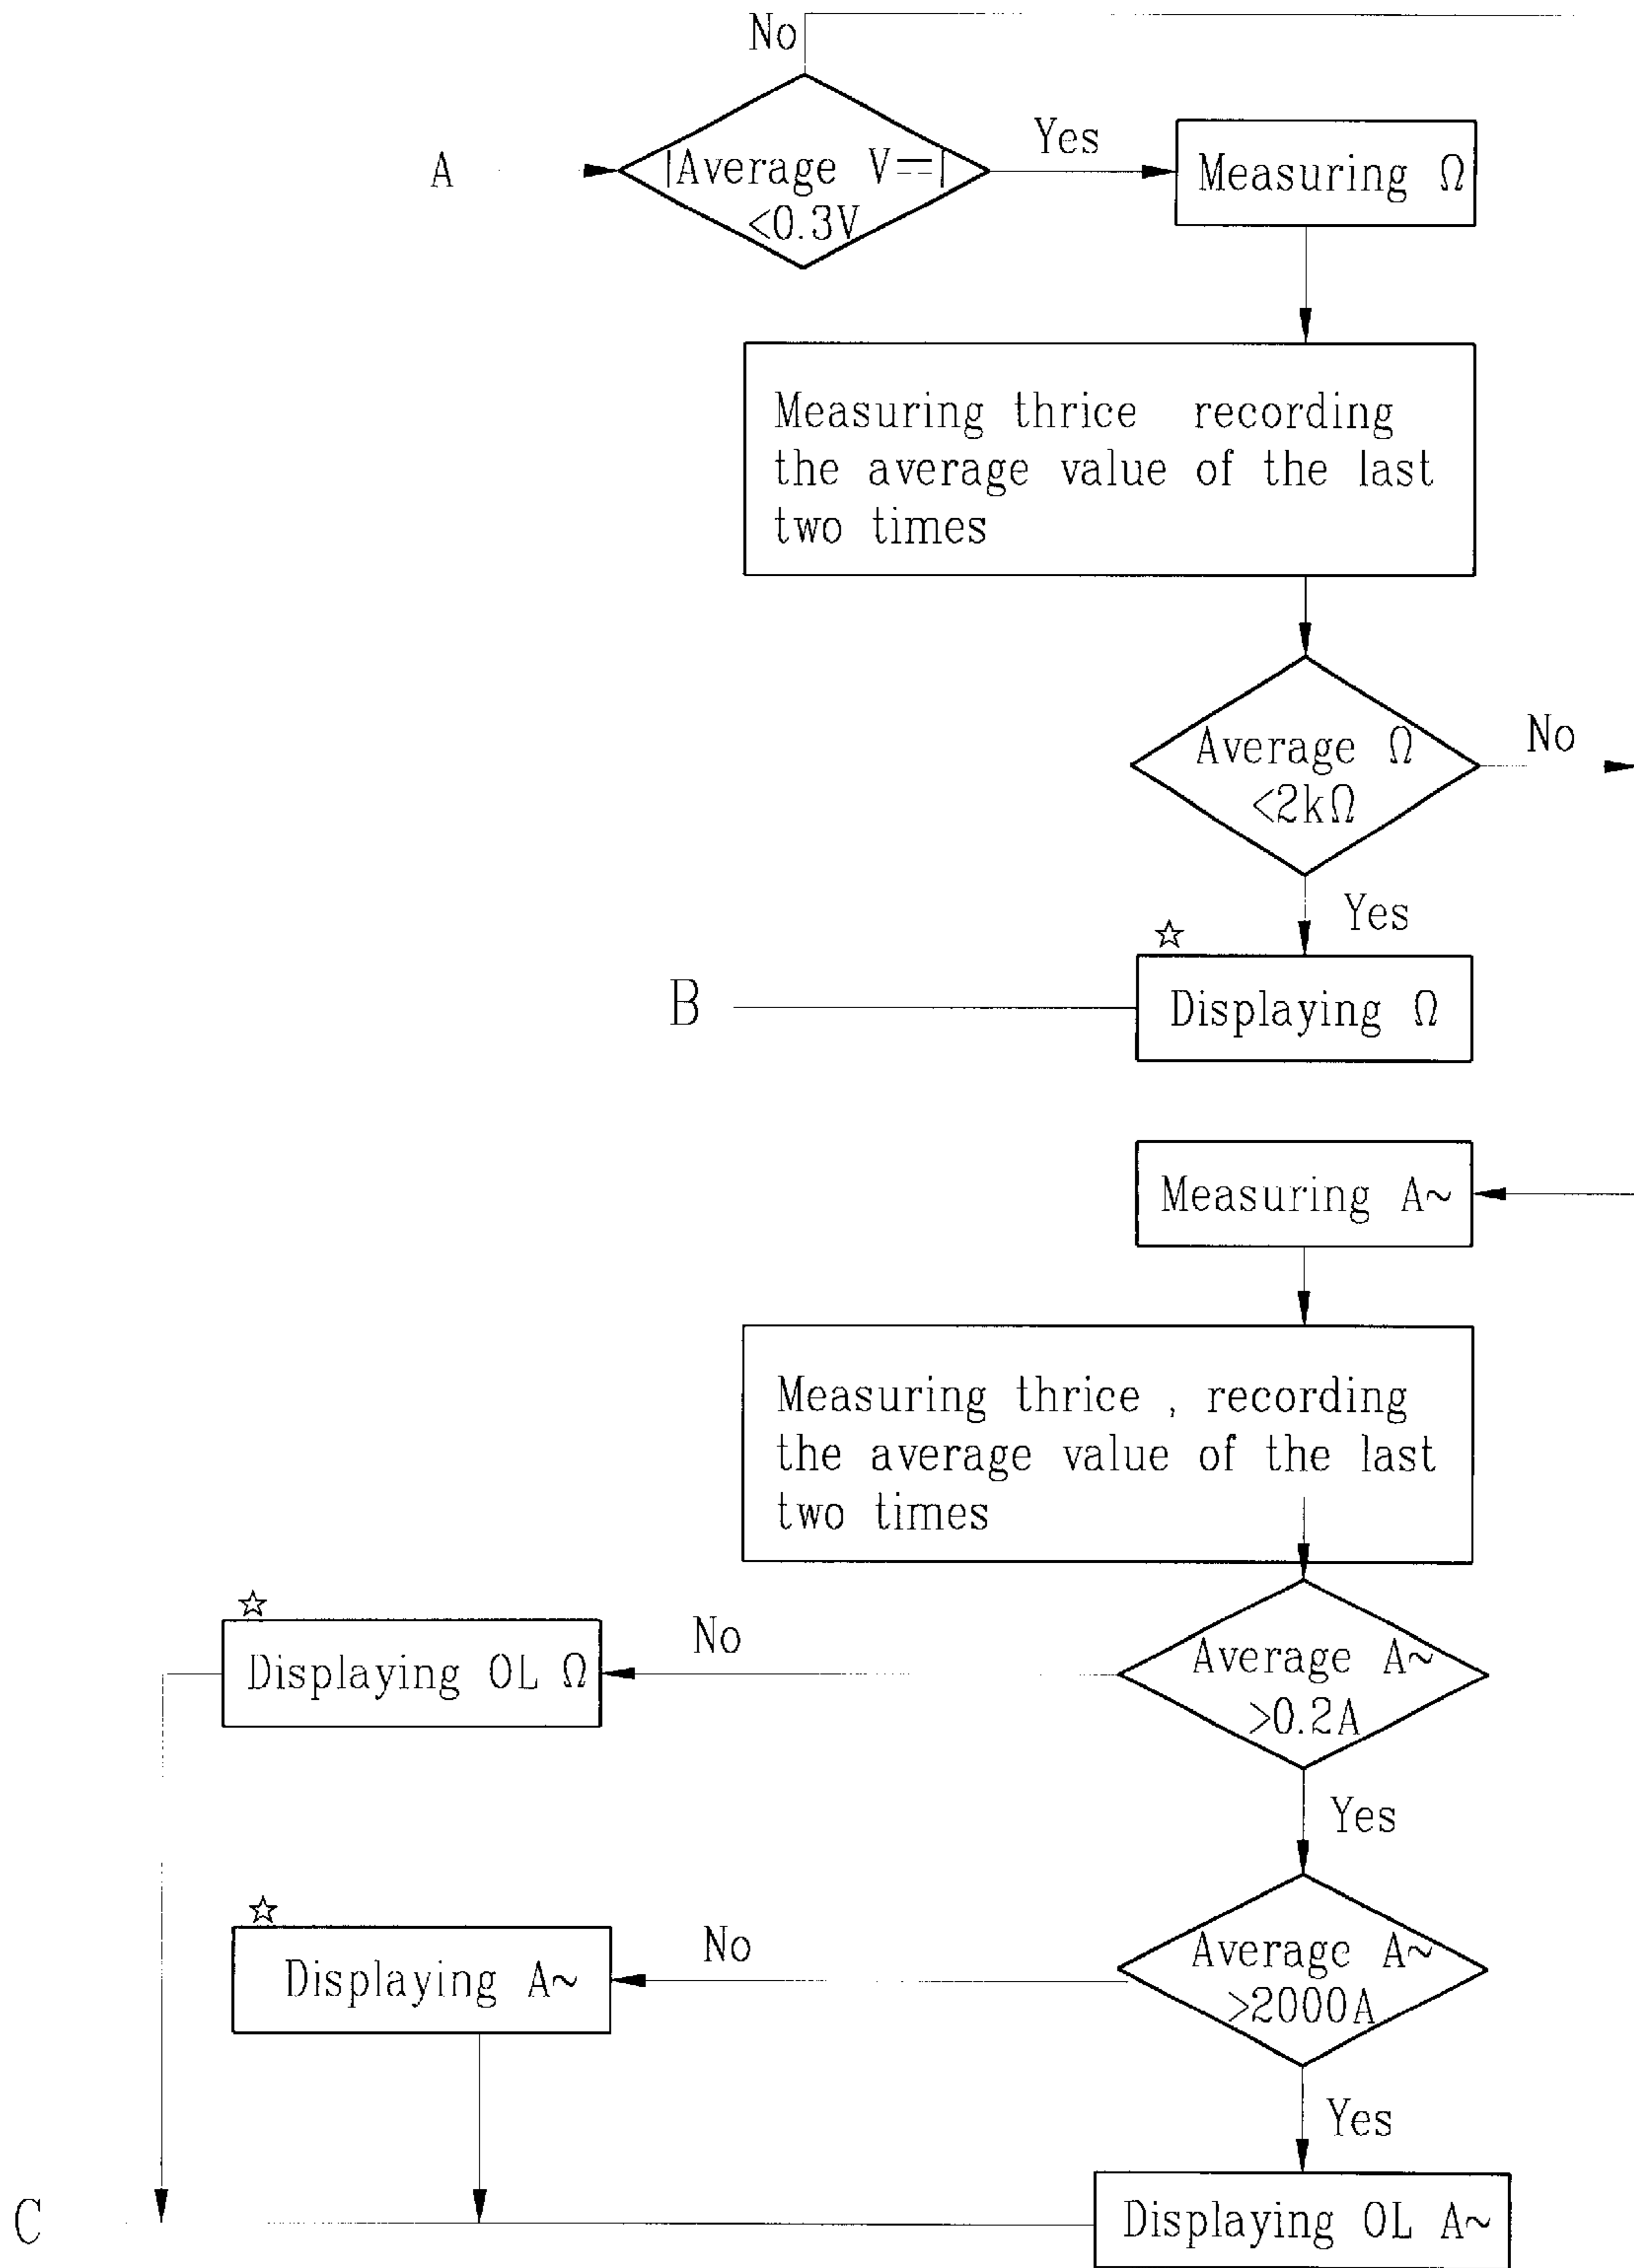 No
A
Yes
|Average V==|
<0.3V
Measuring Ω
Measuring thrice recording
the average value of the last
two times
Average Ω
<2kΩ
No
Yes
☆
B
Displaying Ω
Measuring A~
Measuring thrice , recording
the average value of the last
two times
☆
Displaying OL Ω
No
Average A~
>0.2A
Yes
☆
Displaying A~
No
Average A~
>2000A
Yes
C
Displaying OL A~